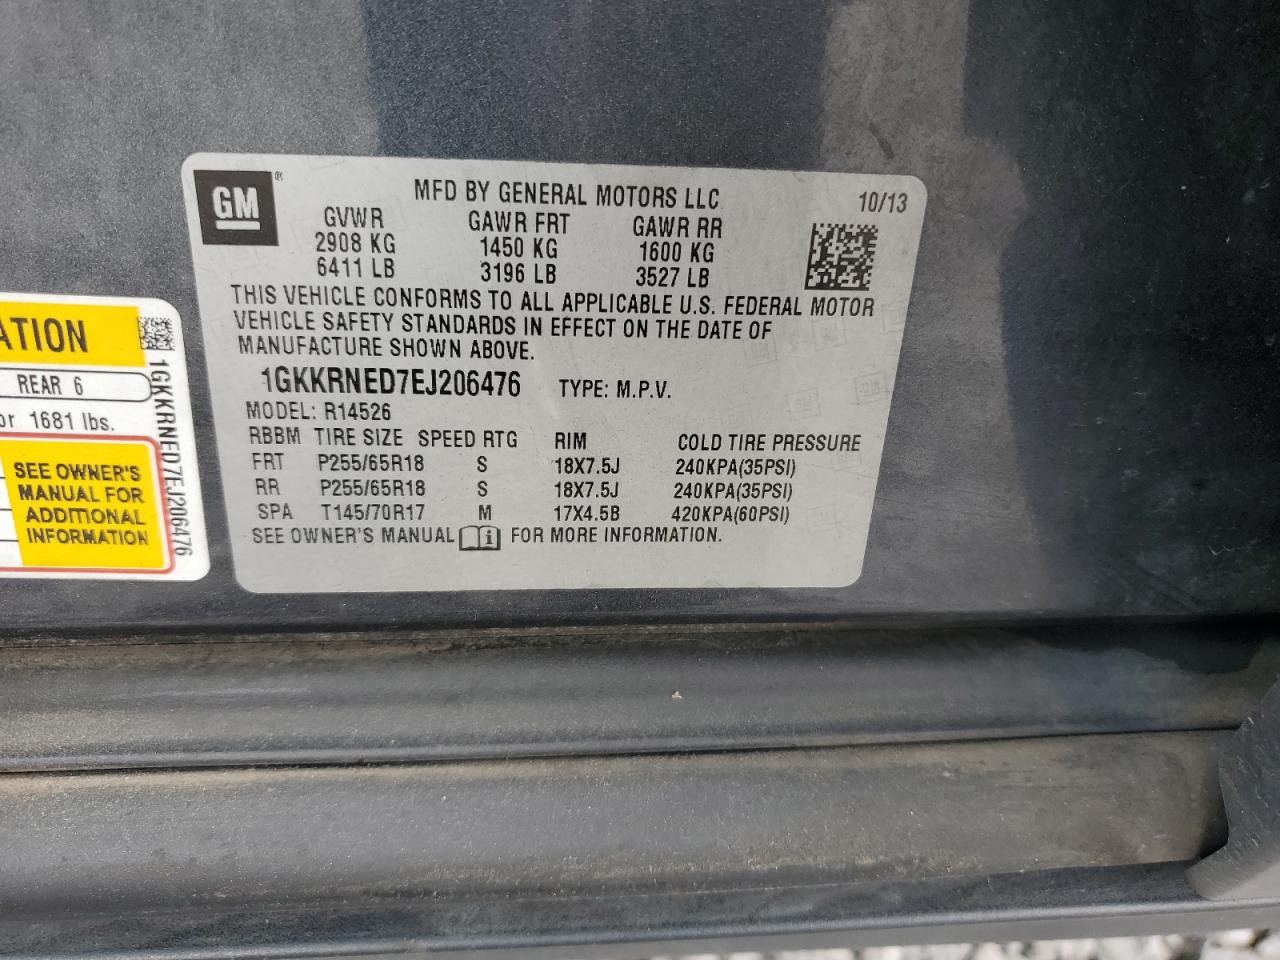 GM®
MFD BY GENERAL MOTORS LLC 10/13
GVWR GAWR FRT GAWR RR
2908 KG 1450 KG 1600 KG
6411 LB 3196 LB 3527 LB
THIS VEHICLE CONFORMS TO ALL APPLICABLE U.S. FEDERAL MOTOR
VEHICLE SAFETY STANDARDS IN EFFECT ON THE DATE OF
MANUFACTURE SHOWN ABOVE.
1GKKRNED7EJ206476 TYPE: M.P.V.
MODEL: R14526
RBBM TIRE SIZE SPEED RTG RIM COLD TIRE PRESSURE
FRT P255/65R18 S 18X7.5J 240KPA(35PSI)
RR P255/65R18 S 18X7.5J 240KPA(35PSI)
SPA T145/70R17 M 17X4.5B 420KPA(60PSI)
SEE OWNER'S MANUAL i FOR MORE INFORMATION.
ATION
REAR 6
or 1681 lbs.
SEE OWNER'S
MANUAL FOR
ADDITIONAL
INFORMATION
1GKKRNED7EJ206476